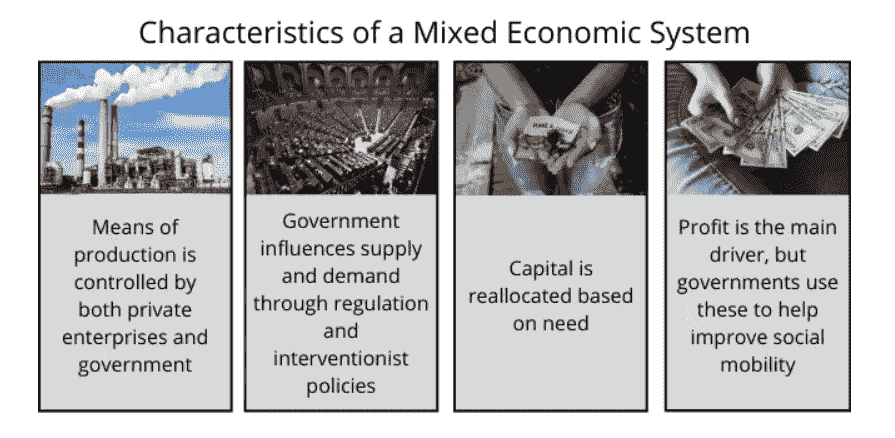 Characteristics of a Mixed Economic System
Means of
production is
controlled by
both private
enterprises and
government
Government
influences supply
and demand
through regulation
and
interventionist
policies
Capital is
reallocated based
on need
Profit is the main
driver, but
governments use
these to help
improve social
mobility